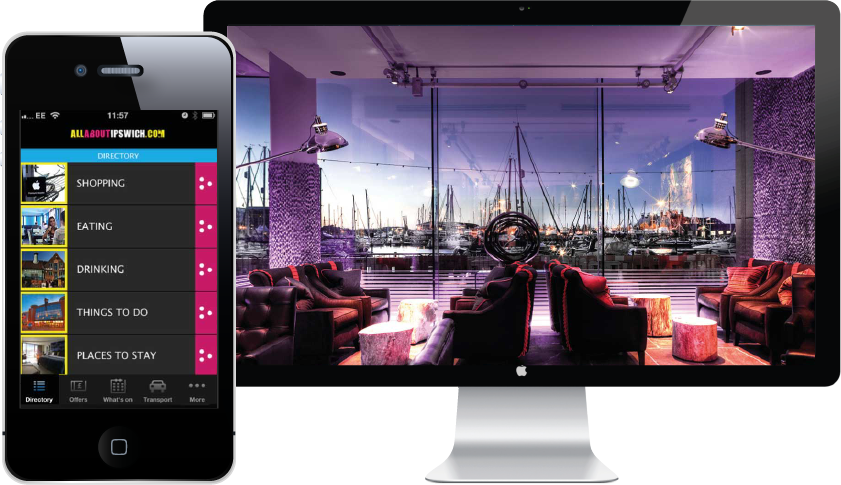 EE 11:57
ALLABOUTIPSWICH.COM
DIRECTORY
SHOPPING
EATING
DRINKING
THINGS TO DO
PLACES TO STAY
Directory Offers What's on Transport More